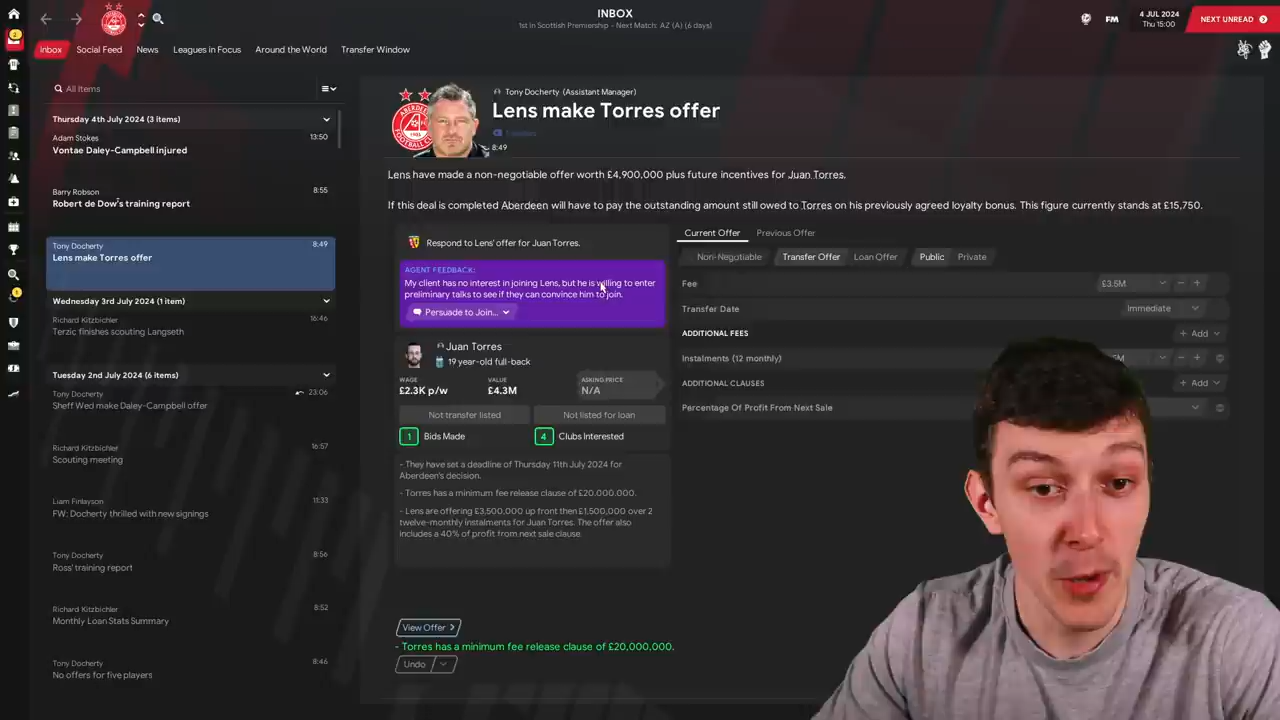 INBOX
1st in Scottish Premiership - Next Match: AZ (A) (6 days)
FM
4 JUL 2024
Thu 15:00
NEXT UNREAD
Inbox
Social Feed
News
Leagues in Focus
Around the World
Transfer Window
All Items
Thursday 4th July 2024 (3 items)
Adam Stokes
13:50
Vontae Daley-Campbell injured
Barry Robson
8:55
Robert de Dow's training report
Tony Docherty
8:49
Lens make Torres offer
Wednesday 3rd July 2024 (1 item)
Richard Kitzbichler
16:46
Terzic finishes scouting Langseth
Tuesday 2nd July 2024 (6 items)
Tony Docherty
23:06
Sheff Wed make Daley-Campbell offer
Richard Kitzbichler
16:57
Scouting meeting
Liam Finlayson
11:33
FW: Docherty thrilled with new signings
Tony Docherty
8:56
Ross' training report
Richard Kitzbichler
8:52
Monthly Loan Stats Summary
Tony Docherty
8:46
No offers for five players
Tony Docherty (Assistant Manager)
Lens make Torres offer
8:49
Lens have made a non-negotiable offer worth £4,900,000 plus future incentives for Juan Torres.
If this deal is completed Aberdeen will have to pay the outstanding amount still owed to Torres on his previously agreed loyalty bonus. This figure currently stands at £15,750.
Respond to Lens' offer for Juan Torres.
AGENT FEEDBACK:
My client has no interest in joining Lens, but he is willing to enter
preliminary talks to see if they can convince him to join.
Persuade to Join...
Juan Torres
19 year-old full-back
WAGE
£2.3K p/w
VALUE
£4.3M
ASKING PRICE
N/A
Not transfer listed
Not listed for loan
1 Bids Made
4 Clubs Interested
- They have set a deadline of Thursday 11th July 2024 for
Aberdeen's decision.
- Torres has a minimum fee release clause of £20,000,000.
- Lens are offering £3,500,000 up front then £1,500,000 over 2
twelve-monthly instalments for Juan Torres. The offer also
includes a 40% of profit from next sale clause.
View Offer
- Torres has a minimum fee release clause of £20,000,000.
Undo
Current Offer
Previous Offer
Non-Negotiable
Transfer Offer
Loan Offer
Public
Private
Fee
£3.5M
Transfer Date
Immediate
ADDITIONAL FEES
+ Add
Instalments (12 monthly)
ADDITIONAL CLAUSES
+ Add
Percentage Of Profit From Next Sale